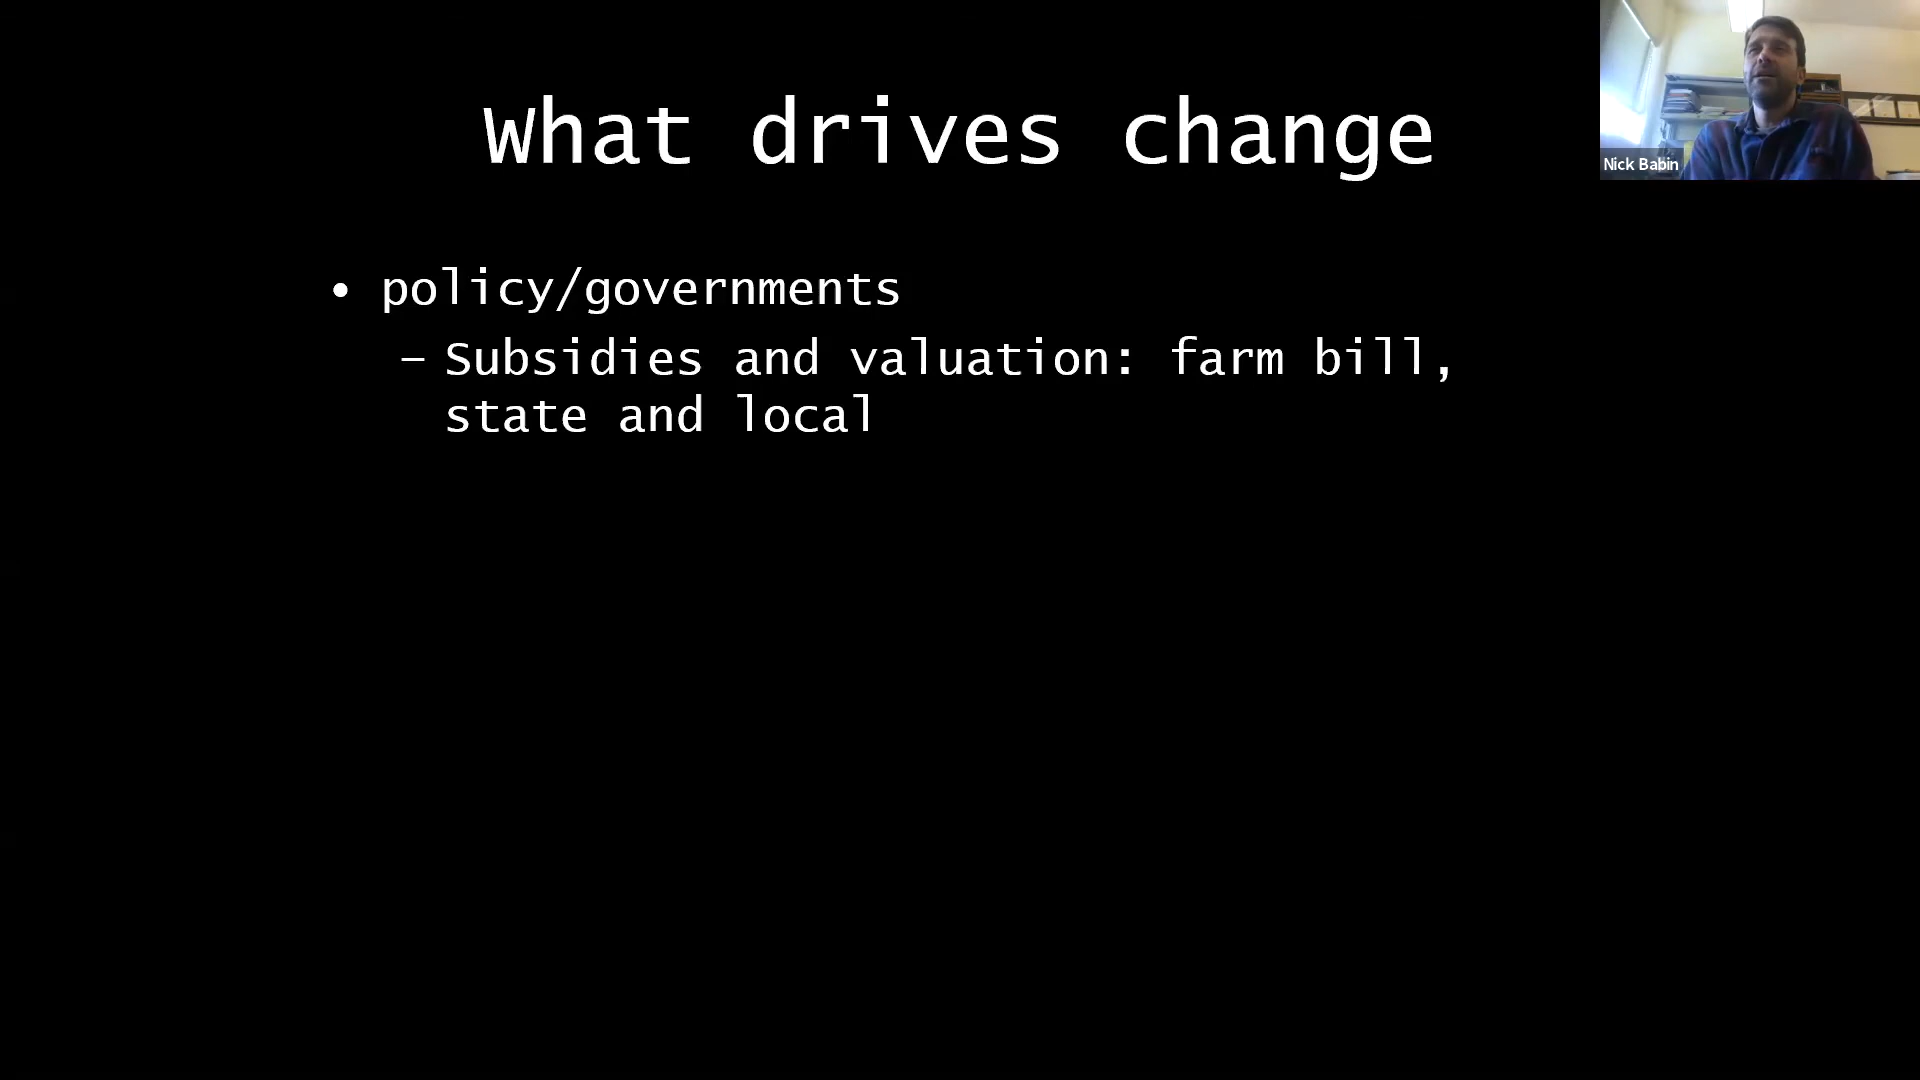 What drives change
• policy/governments
– Subsidies and valuation: farm bill,
state and local
Nick Babin